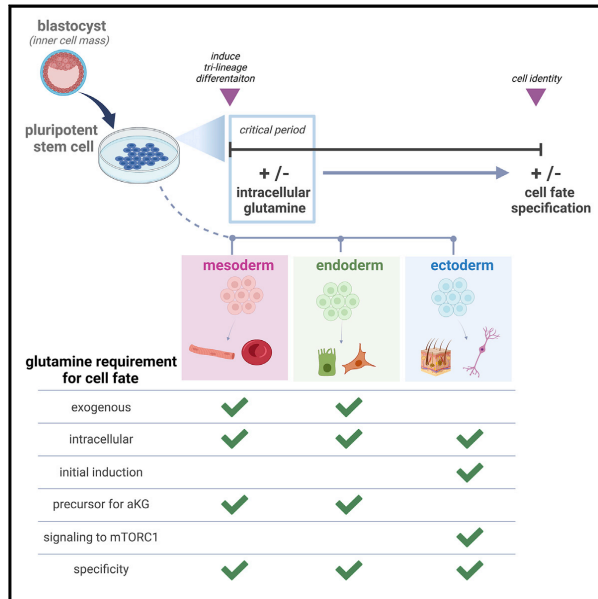 blastocyst
(inner cell mass)
pluripotent
stem cell
induce
tri-lineage
differentaiton
cell identity
critical period
+ /-
intracellular
glutamine
+ /-
cell fate
specification
mesoderm
endoderm
ectoderm
glutamine requirement
for cell fate
exogenous
intracellular
initial induction
precursor for aKG
signaling to mTORC1
specificity